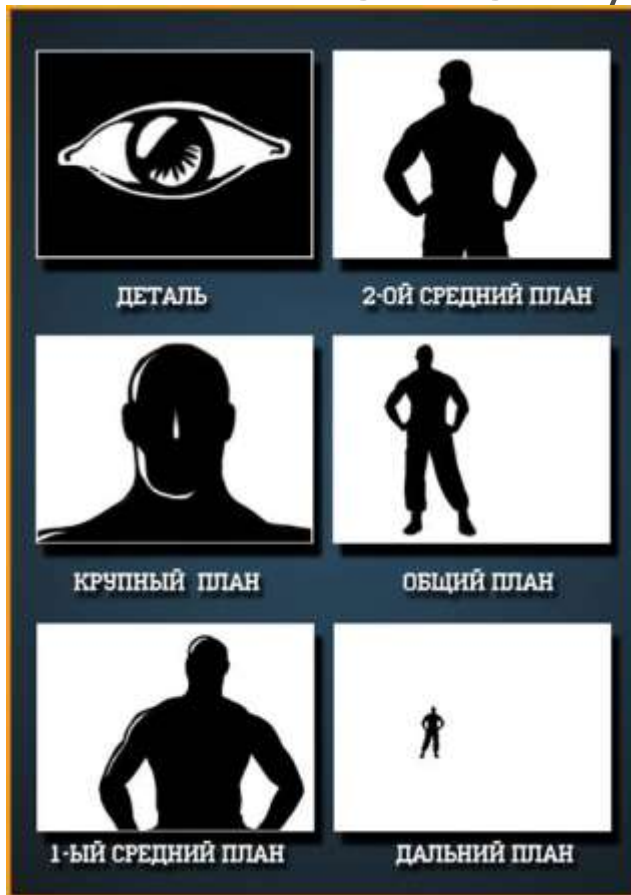 ДЕТАЛЬ
2-ОЙ СРЕДНИЙ ПЛАН
КРУПНЫЙ ПЛАН
ОБЩИЙ ПЛАН
1-ЫЙ СРЕДНИЙ ПЛАН
ДАЛЬНИЙ ПЛАН